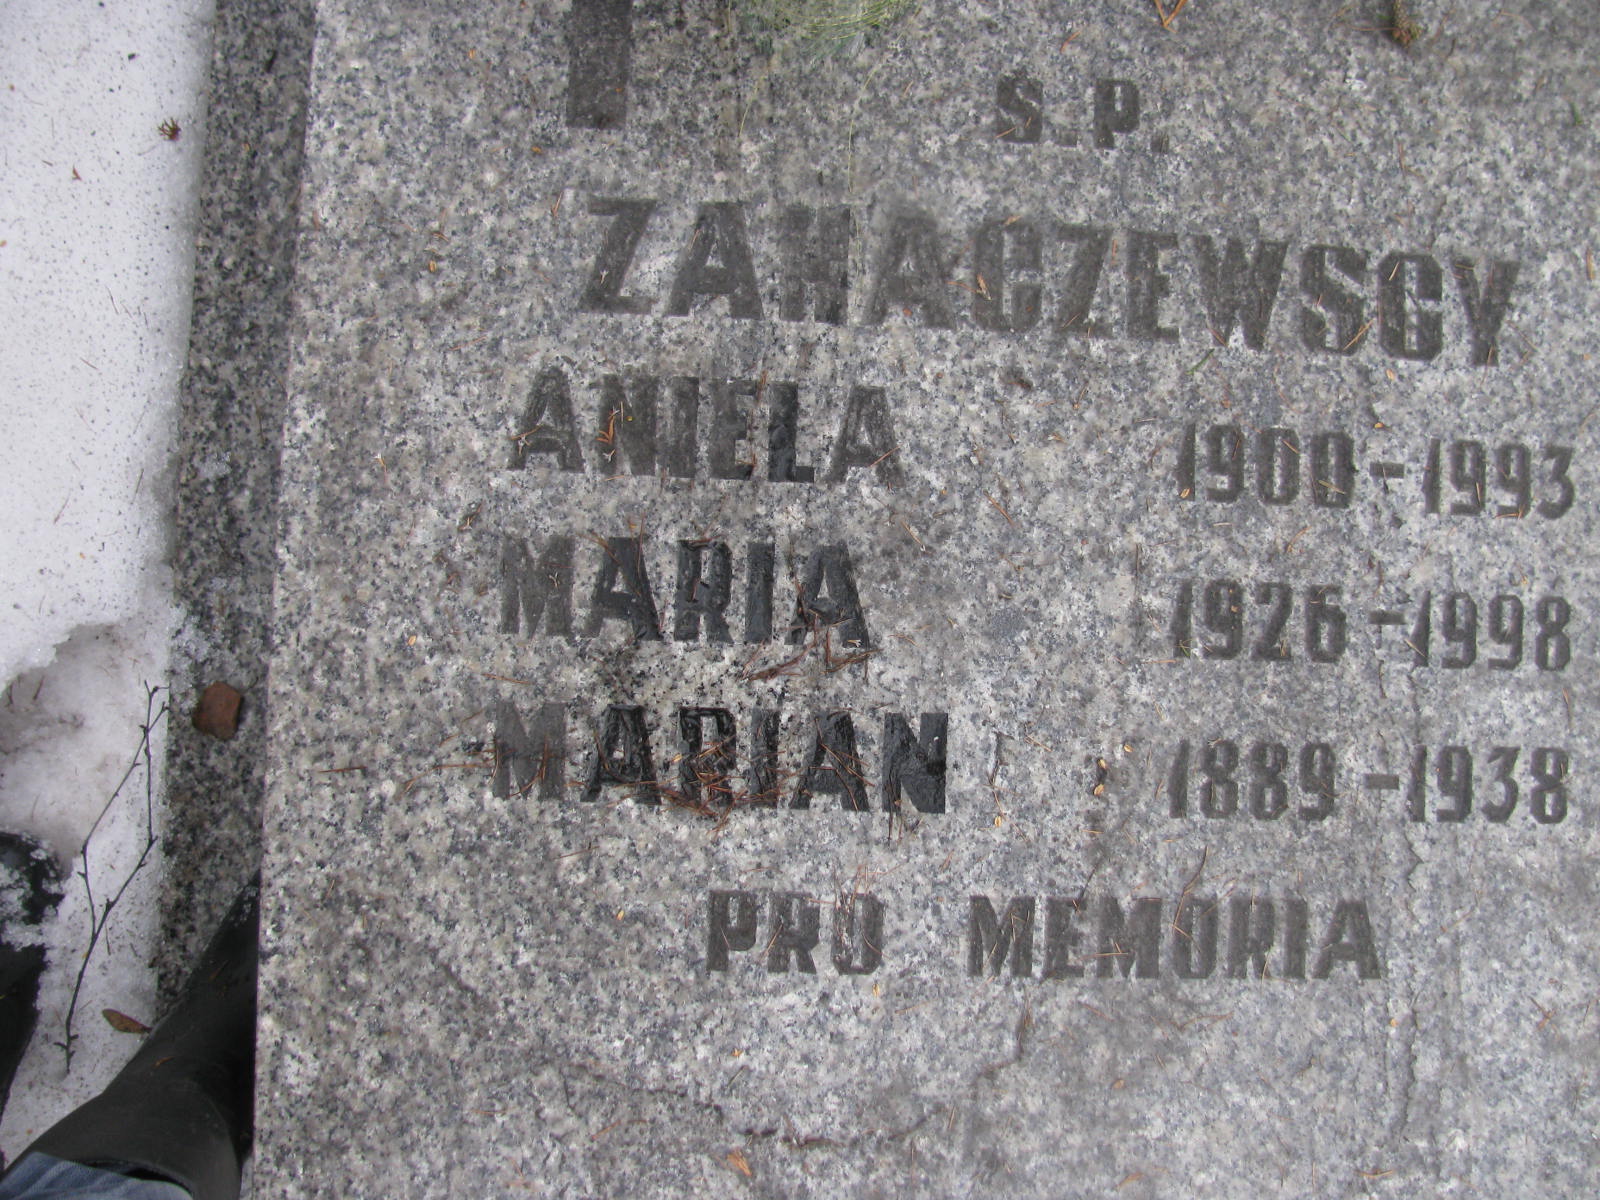 S.P.
ZAHACZEWSCY
ANIELA 1900-1993
MARIA 1926-1998
MARIAN 1889-1938
PRO MEMORIA